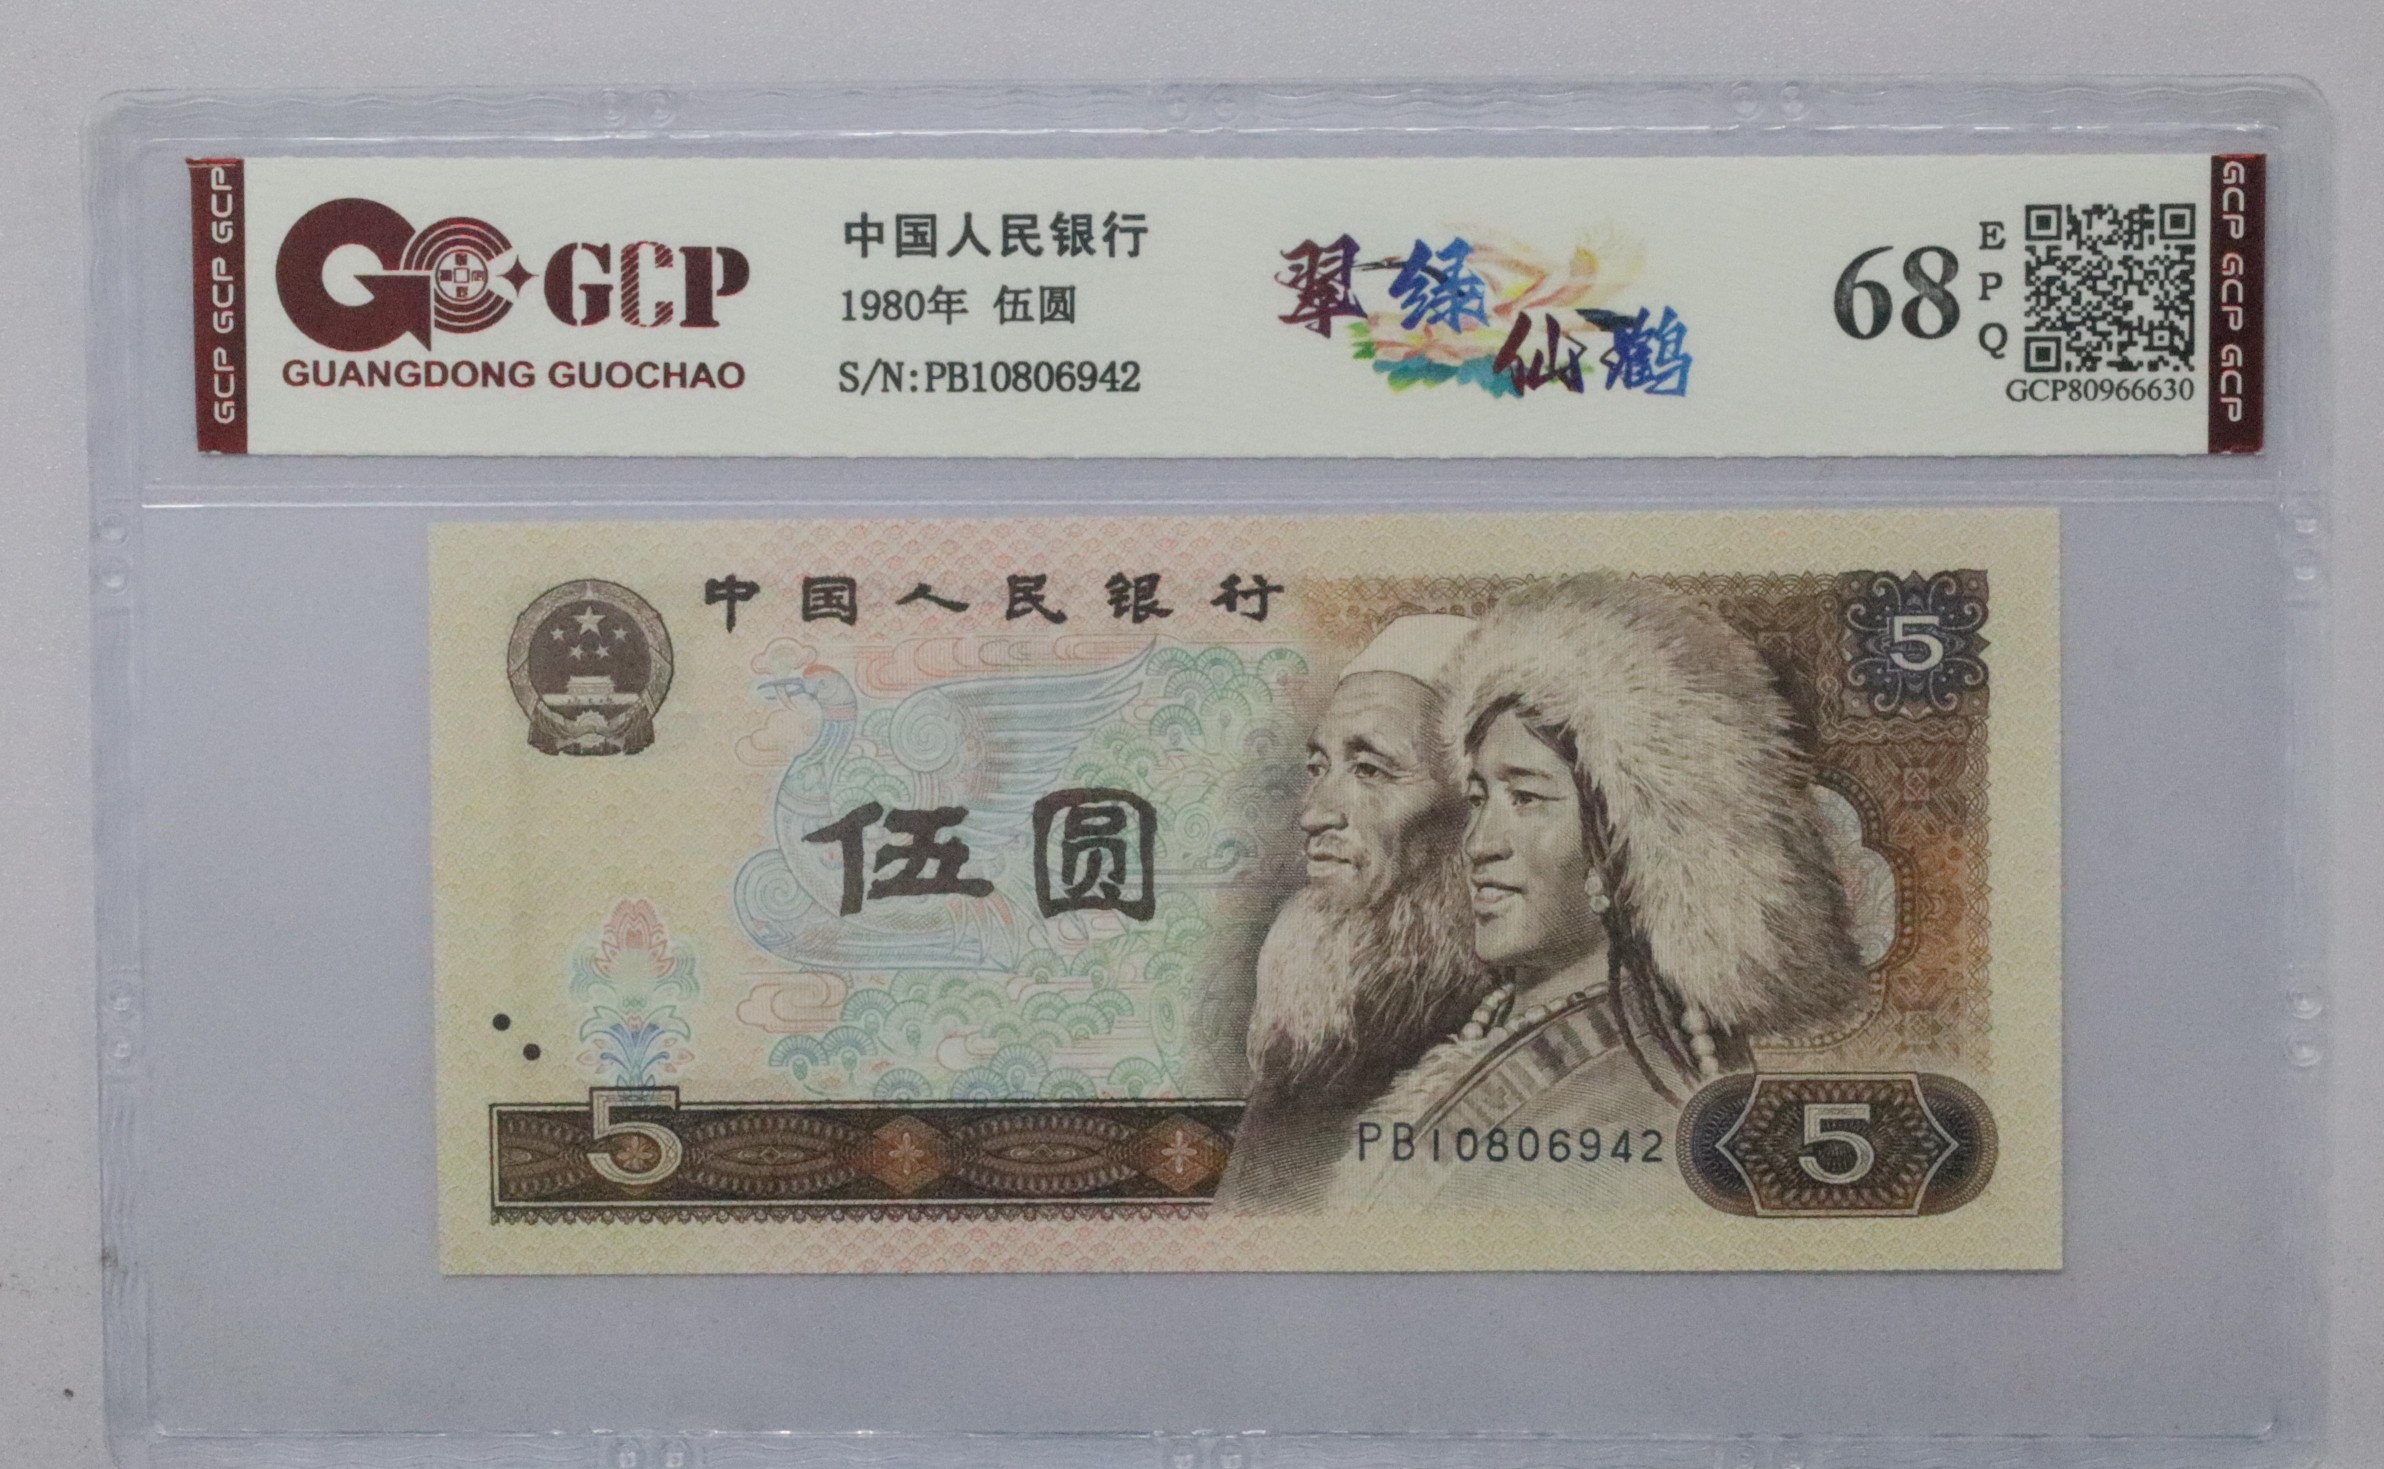 GCP GCP GCP
GCP
GUANGDONG GUOCHAO
中国人民银行
1980年 伍圆
S/N:PB10806942
翠绿
仙鹤
68
EPQ
GCP80966630
GCP GCP GCP
中国人民银行
5
伍圆
5
PB10806942
5